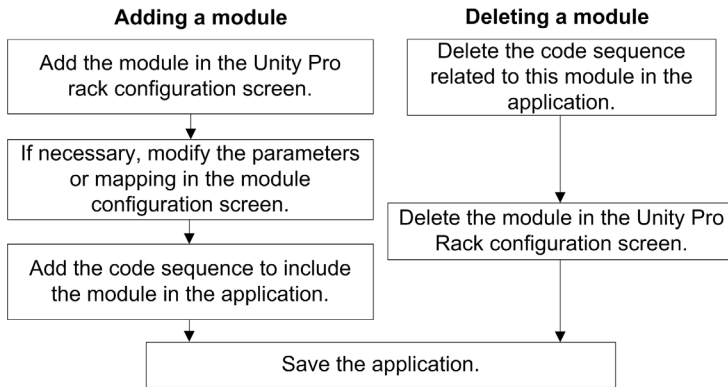 Adding a module
Add the module in the Unity Pro
rack configuration screen.
If necessary, modify the parameters
or mapping in the module
configuration screen.
Add the code sequence to include
the module in the application.
Deleting a module
Delete the code sequence
related to this module in the
application.
Delete the module in the Unity Pro
Rack configuration screen.
Save the application.